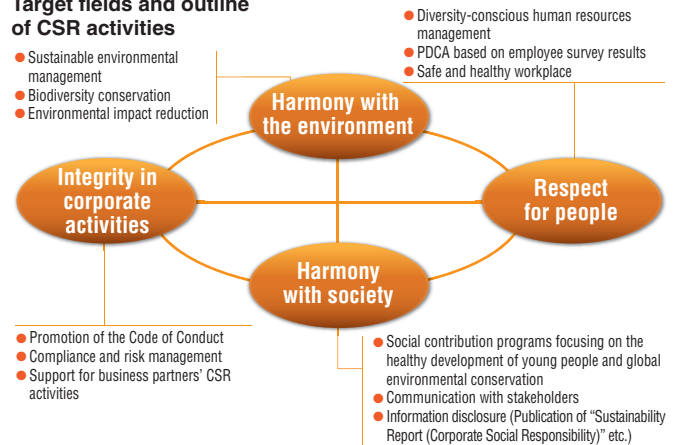 Target fields and outline
of CSR activities
● Sustainable environmental
management
● Biodiversity conservation
● Environmental impact reduction
● Diversity-conscious human resources
management
● PDCA based on employee survey results
● Safe and healthy workplace
Harmony with
the environment
Integrity in
corporate
activities
Respect
for people
Harmony
with society
● Promotion of the Code of Conduct
● Compliance and risk management
● Support for business partners' CSR
activities
● Social contribution programs focusing on the
healthy development of young people and global
environmental conservation
● Communication with stakeholders
● Information disclosure (Publication of “Sustainability
Report (Corporate Social Responsibility)” etc.)